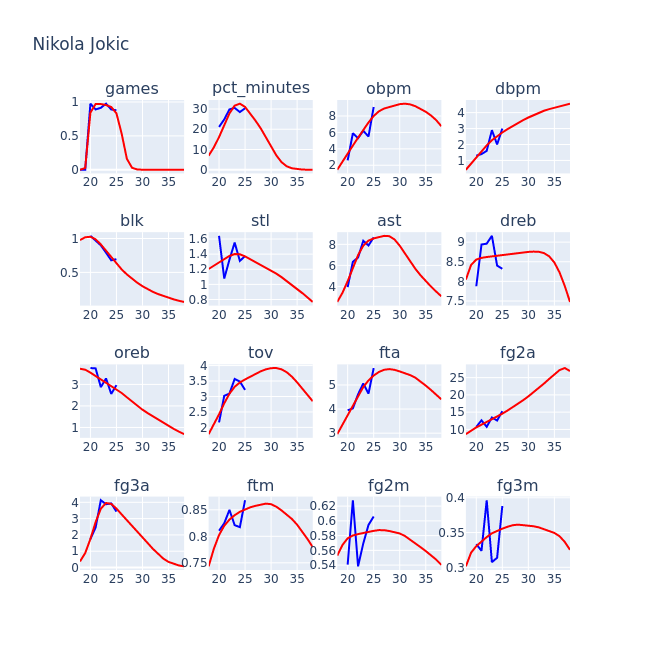 Nikola Jokic
games pct_minutes obpm dbpm
1 0.5 0
30 20 10 0
8 6 4 2
4 3 2 1
20 25 30 35 20 25 30 35 20 25 30 35 20 25 30 35
blk stl ast dreb
1 0.5
1.6 1.4 1.2 1 0.8
8 6 4
9 8.5 8 7.5
20 25 30 35 20 25 30 35 20 25 30 35 20 25 30 35
oreb tov fta fg2a
3 2 1
4 3.5 3 2.5 2
5 4 3
25 20 15 10
20 25 30 35 20 25 30 35 20 25 30 35 20 25 30 35
fg3a ftm fg2m fg3m
4 3 2 1 0
0.85 0.8 0.75
0.62 0.6 0.58 0.56 0.54
0.4 0.35 0.3
20 25 30 35 20 25 30 35 20 25 30 35 20 25 30 35